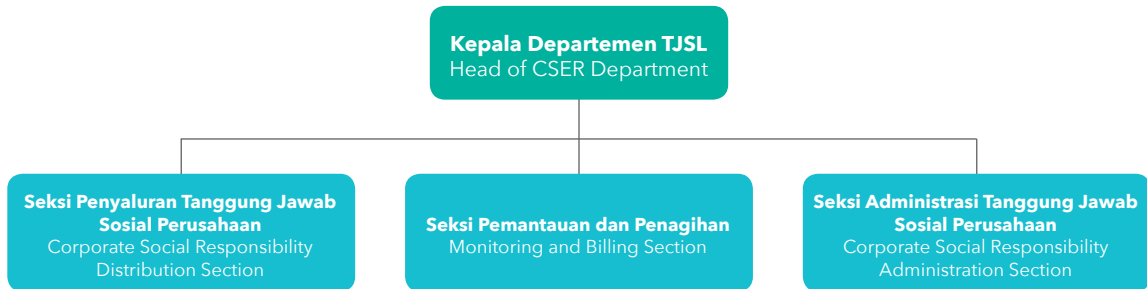 Kepala Departemen TJSL
Head of CSER Department
Seksi Penyaluran Tanggung Jawab
Sosial Perusahaan
Corporate Social Responsibility
Distribution Section
Seksi Pemantauan dan Penagihan
Monitoring and Billing Section
Seksi Administrasi Tanggung Jawab
Sosial Perusahaan
Corporate Social Responsibility
Administration Section